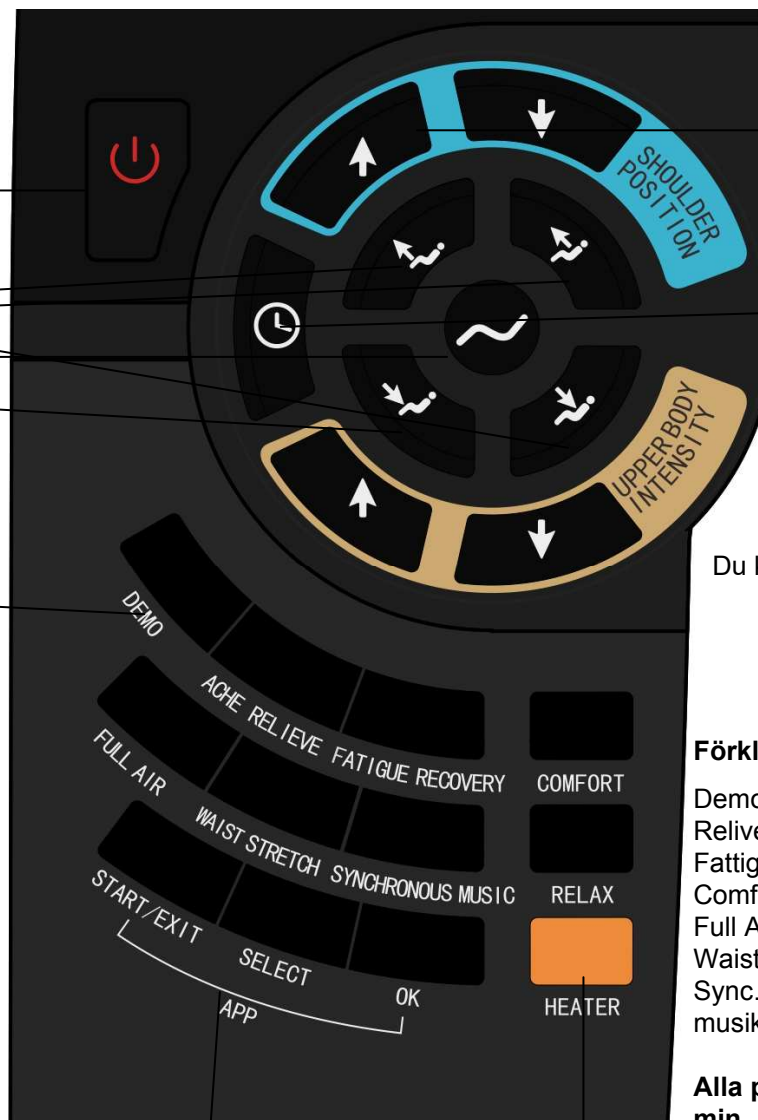 SHOULDER
POSITION
UPPER BODY
INTENSITY
Du
DEMO
ACHE RELIEVE
FATIGUE RECOVERY
COMFORT
FULL AIR
WAIST STRETCH
SYNCHRONOUS MUSIC
RELAX
START/EXIT
SELECT
OK
HEATER
APP
Förkl
Demo
Relive
Fattig
Comf
Full A
Waist
Sync.
musik
Alla p
min